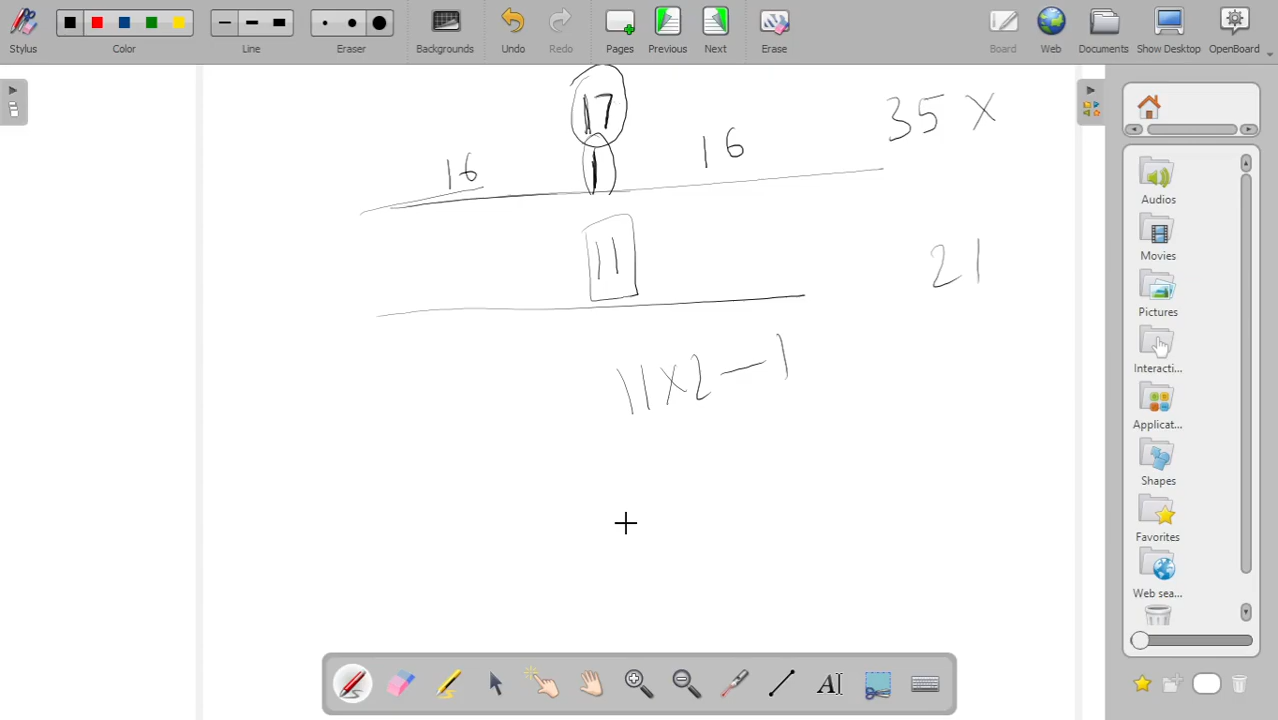 Stylus Color Line Eraser Backgrounds Undo Redo Pages Previous Next Erase Board Web Documents Show Desktop OpenBoard
17
35 X
16 1 16
11
21
11X2-1
Audios
Movies
Pictures
Interacti...
Applicat...
Shapes
Favorites
Web sea...